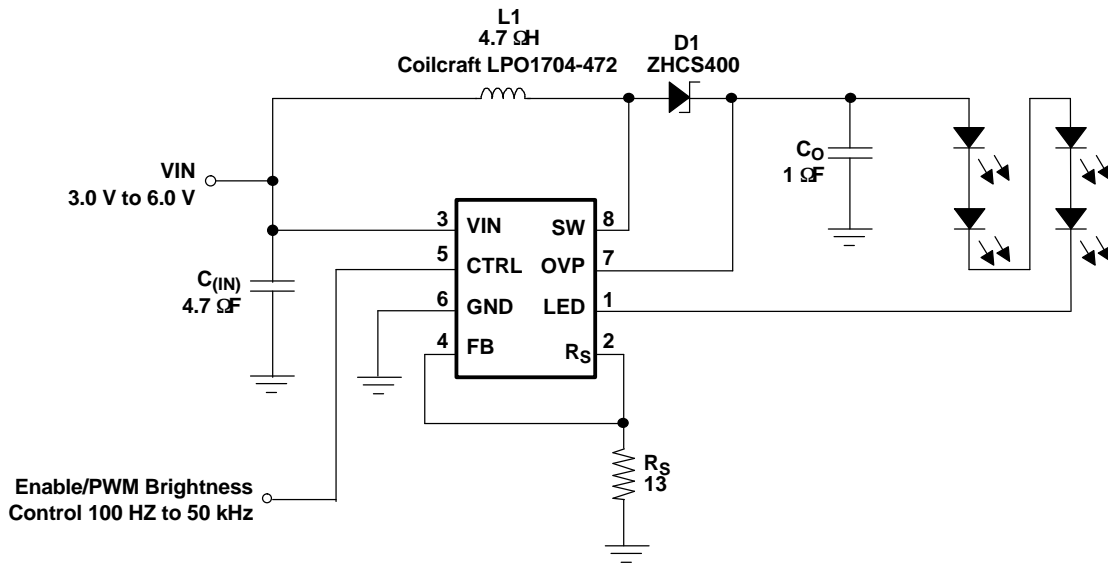 L1
4.7 ΩH
Coilcraft LPO1704-472
D1
ZHCS400
VIN
3.0 V to 6.0 V
C(IN)
4.7 ΩF
CO
1 ΩF
3
VIN
SW
8
5
CTRL
OVP
7
6
GND
LED
1
4
FB
RS
2
RS
13
Enable/PWM Brightness
Control 100 HZ to 50 kHz